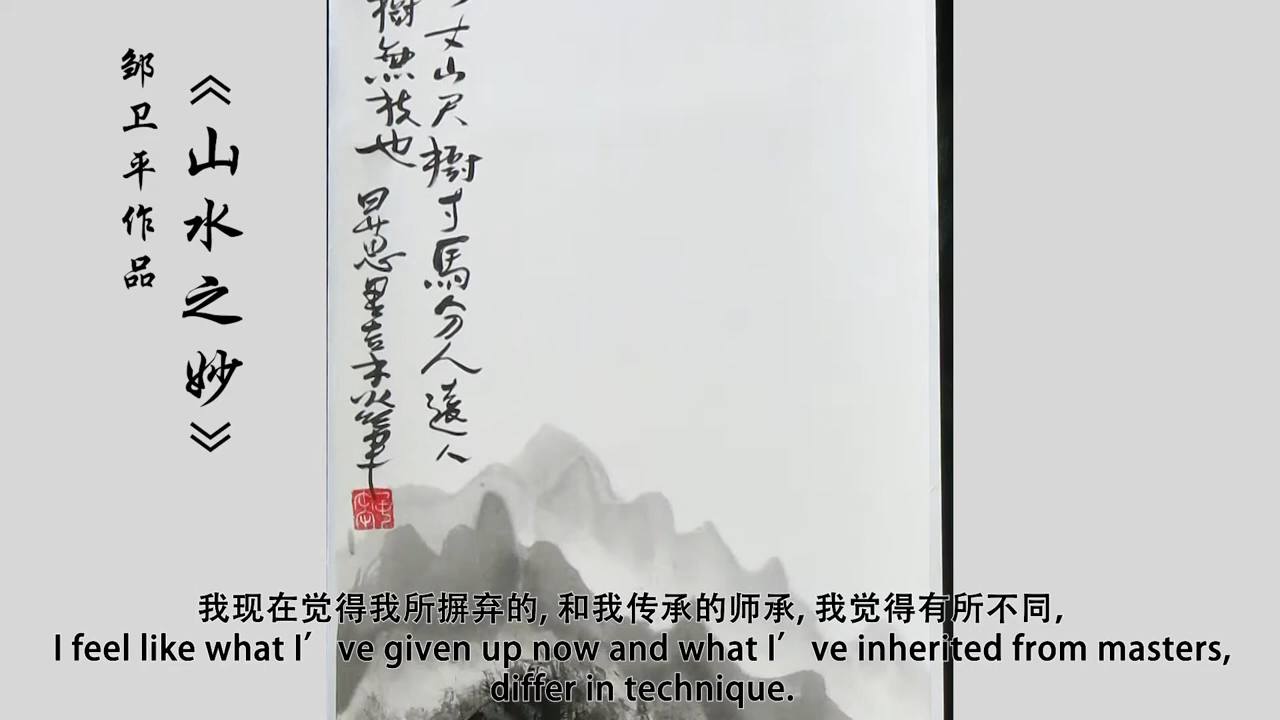 《山水之妙》
邹卫平作品
丈山尺樹寸馬分人遠人
樹無枝也
我现在觉得我所摒弃的, 和我传承的师承, 我觉得有所不同,
I feel like what I′ve given up now and what I′ve inherited from masters,
differ in technique.